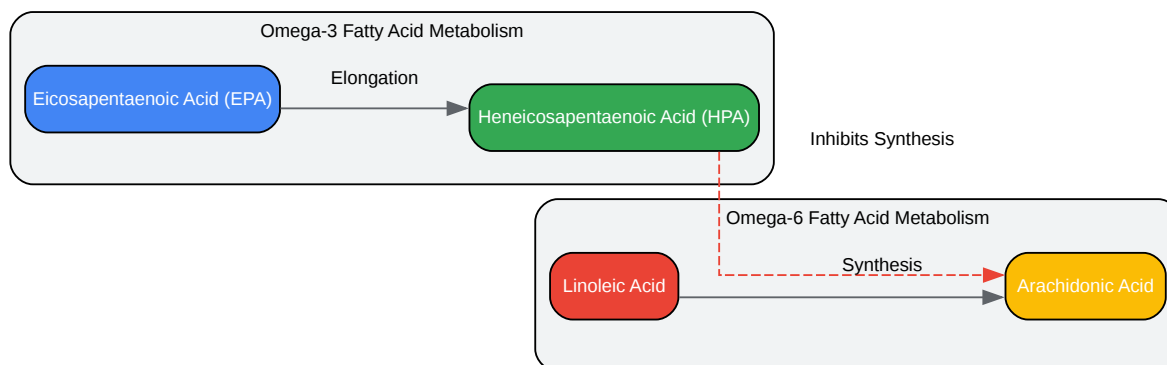 Omega-3 Fatty Acid Metabolism
Elongation
Eicosapentaenoic Acid (EPA)
Heneicosapentaenoic Acid (HPA)
Inhibits Synthesis
Omega-6 Fatty Acid Metabolism
Synthesis
Linoleic Acid
Arachidonic Acid